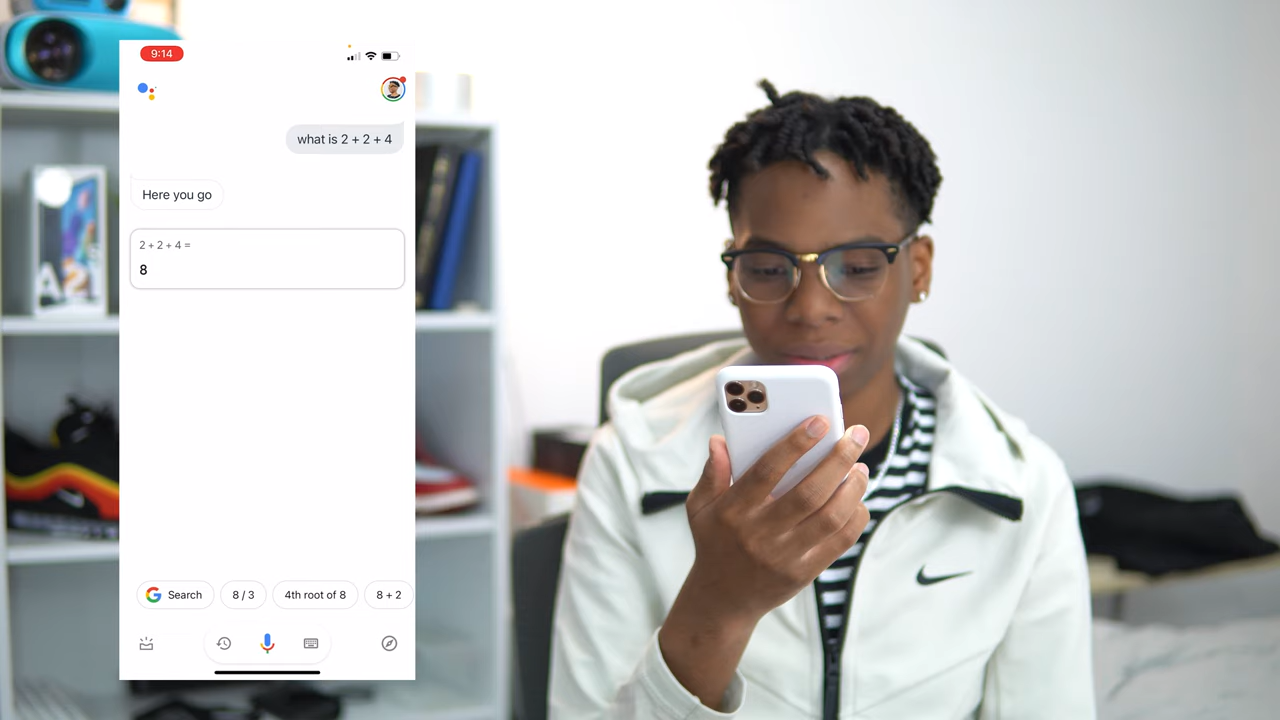 9:14
what is 2 + 2 + 4
Here you go
2 + 2 + 4 =
8
Search
8 / 3
4th root of 8
8 + 2